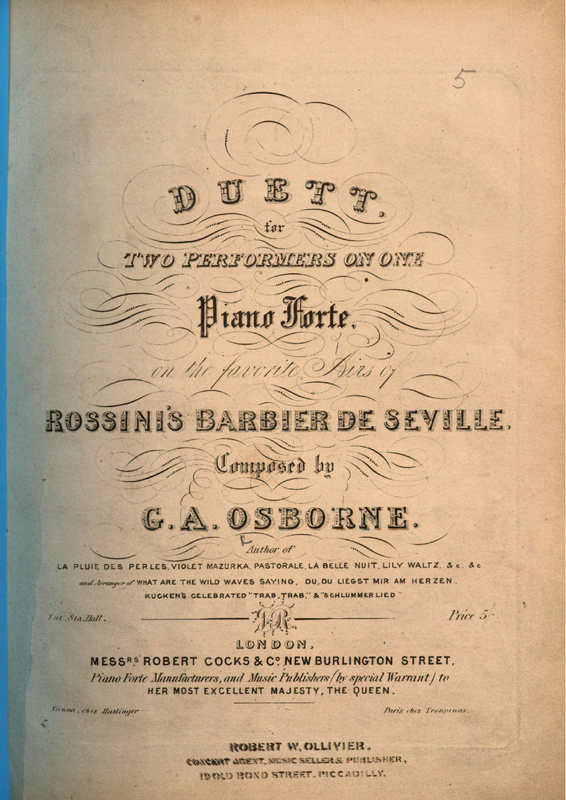 5
DUETT,
for
TWO PERFORMERS ON ONE
Piano Forte,
on the favorite Airs of
ROSSINI'S BARBIER DE SEVILLE,
Composed by
G. A. OSBORNE.
Author of
LA PLUIE DES PERLES, VIOLET MAZURKA, PASTORALE, LA BELLE NUIT, LILY WALTZ, &c. &c
and Arranger of WHAT ARE THE WILD WAVES SAYING, DU, DU LIEGST MIR AM HERZEN.
KUCKEN'S CELEBRATED "TRAB, TRAB," & "SCHLUMMERLIED"
Ent. Sta. Hall. Price 5/
LONDON,
MESSRS ROBERT COCKS & Co. NEW BURLINGTON STREET,
Piano Forte Manufacturers, and Music Publishers (by special Warrant) to
HER MOST EXCELLENT MAJESTY, THE QUEEN.
Vienna, chez Haslinger Paris chez Troupenas
ROBERT W. OLLIVIER,
CONCERT AGENT, MUSIC SELLER & PUBLISHER,
19 OLD BOND STREET, PICCADILLY.